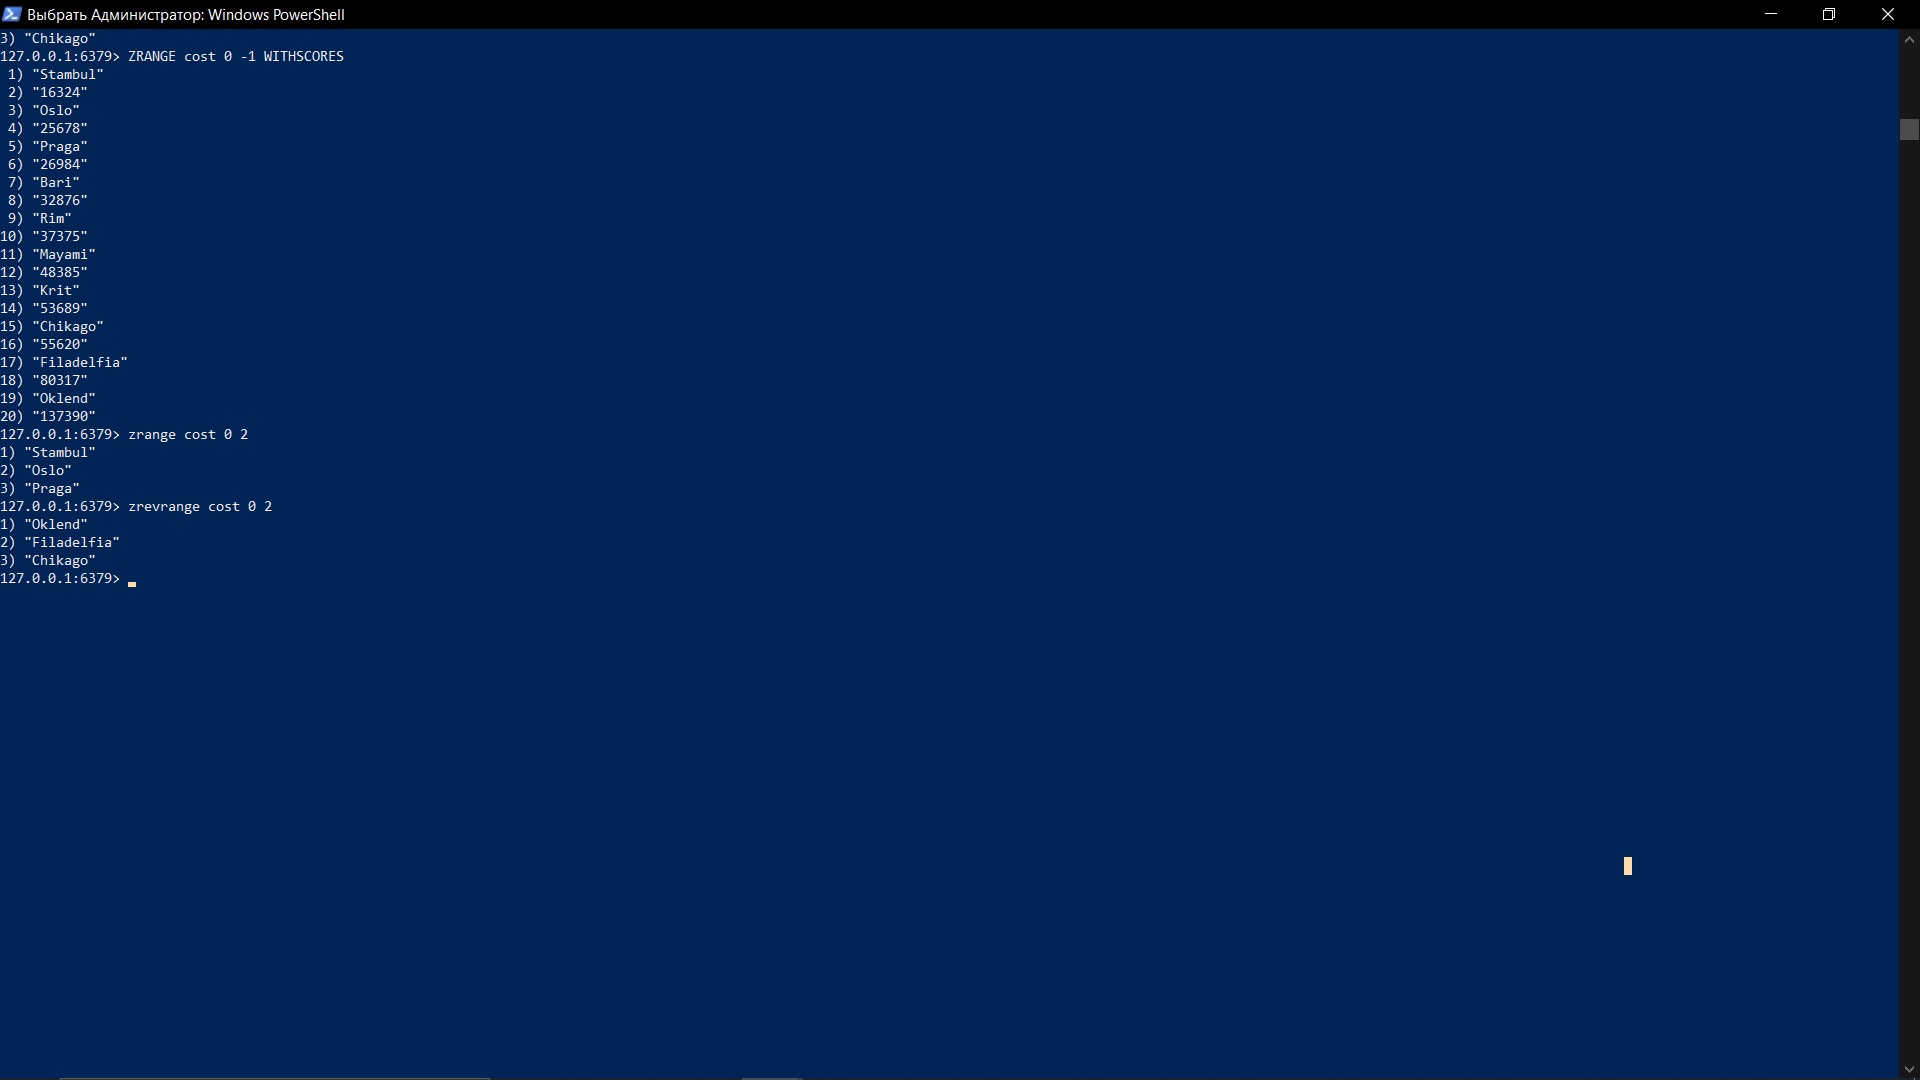 Выбрать Администратор: Windows PowerShell
3) "Chikago"
127.0.0.1:6379> ZRANGE cost 0 -1 WITHSCORES
 1) "Stambul"
 2) "16324"
 3) "Oslo"
 4) "25678"
 5) "Praga"
 6) "26984"
 7) "Bari"
 8) "32876"
 9) "Rim"
10) "37375"
11) "Mayami"
12) "48385"
13) "Krit"
14) "53689"
15) "Chikago"
16) "55620"
17) "Filadelfia"
18) "80317"
19) "Oklend"
20) "137390"
127.0.0.1:6379> zrange cost 0 2
1) "Stambul"
2) "Oslo"
3) "Praga"
127.0.0.1:6379> zrevrange cost 0 2
1) "Oklend"
2) "Filadelfia"
3) "Chikago"
127.0.0.1:6379>